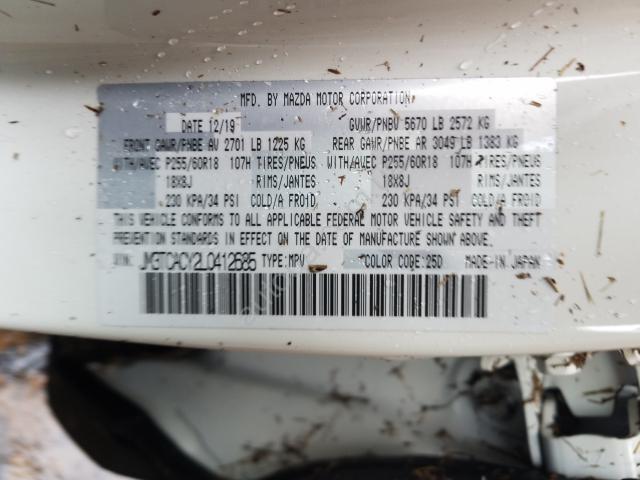 MFD. BY MAZDA MOTOR CORPORATION
DATE 12/19 GVWR/PNBV 5670 LB 2572 KG
FRONT GAWR/PNBE AV 2701 LB 1225 KG REAR GAWR/PNBE AR 3049 LB 1383 KG
WITH/AVEC P255/60R18 107H TIRES/PNEUS WITH/AVEC P255/60R18 107H TIRES/PNEUS
18X8J RIMS/JANTES 18X8J RIMS/JANTES
230 KPA/34 PSI COLD/A FROID 230 KPA/34 PSI COLD/A FROID
THIS VEHICLE CONFORMS TO ALL APPLICABLE FEDERAL MOTOR VEHICLE SAFETY AND THEFT
PREVENTION STANDARDS IN EFFECT ON THE DATE OF MANUFACTURE SHOWN ABOVE.
VIN: TYPE: MPV COLOR CODE: 25D MADE IN JAPAN